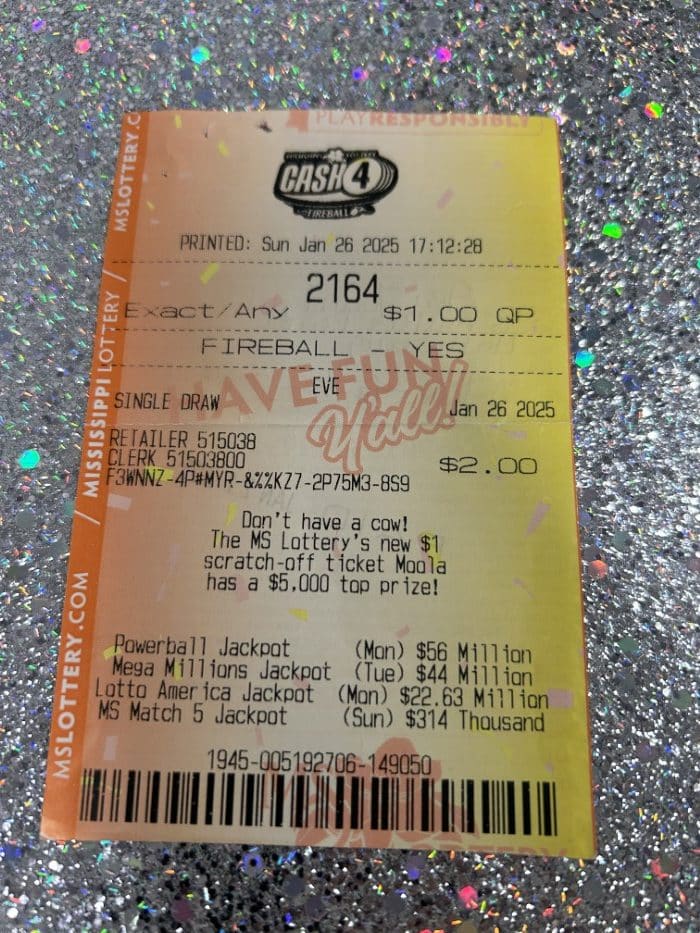 PLAY RESPONSIBLY
CASH 4
FIREBALL
PRINTED: Sun Jan 26 2025 17:12:28
2164
Exact/Any $1.00 QP
FIREBALL YES
HAVE FUN
Y'all!
EVE
SINGLE DRAW Jan 26 2025
RETAILER 515038
CLERK 51503800 $2.00
F3WNNZ-4P#MYR-&%%KZ7-2P75M3-8S9
Don't have a cow!
The MS Lottery's new $1
scratch-off ticket Moola
has a $5,000 top prize!
Powerball Jackpot (Mon) $56 Million
Mega Millions Jackpot (Tue) $44 Million
Lotto America Jackpot (Mon) $22.63 Million
MS Match 5 Jackpot (Sun) $314 Thousand
1945-005192706-149050
MSLOTTERY.COM / MISSISSIPPI LOTTERY / MSLOTTERY.C